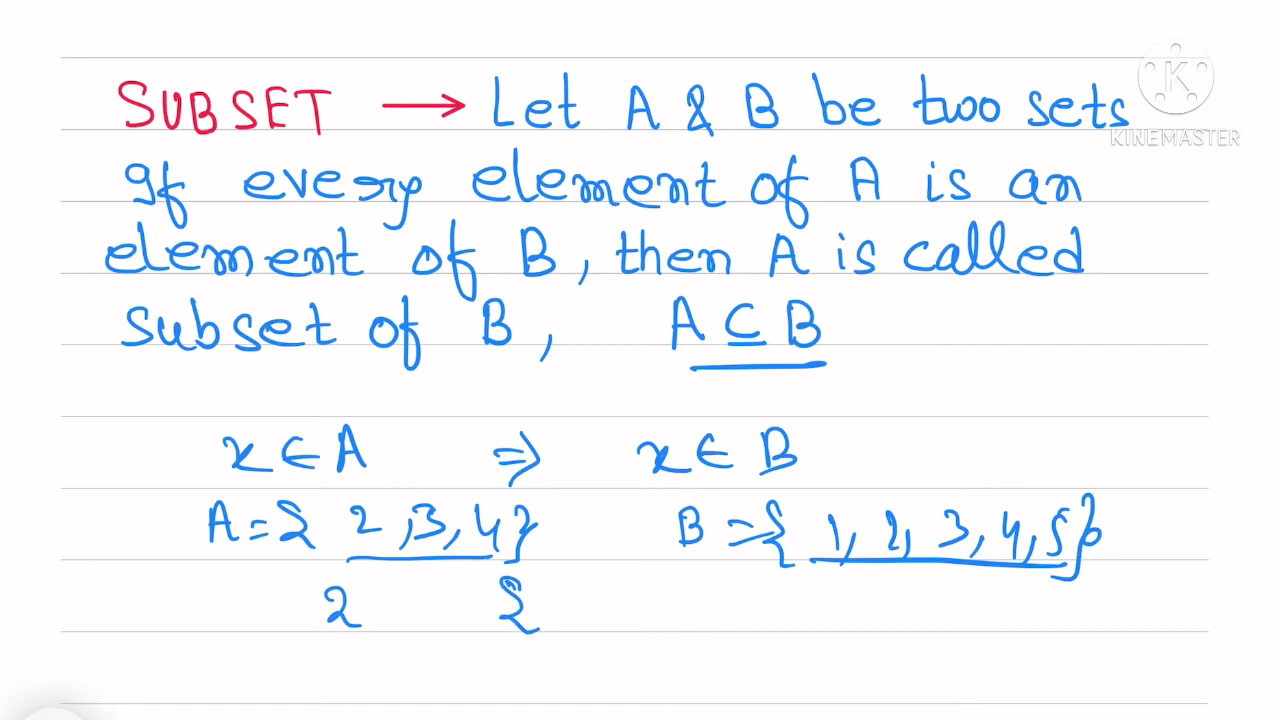 SUBSET → Let A & B be two sets
If every element of A is an
element of B, then A is called
subset of B, A ⊆ B
x ∈ A ⇒ x ∈ B
A = { 2, 3, 4 } B = { 1, 2, 3, 4, 5 }
2 {
K
KINEMASTER